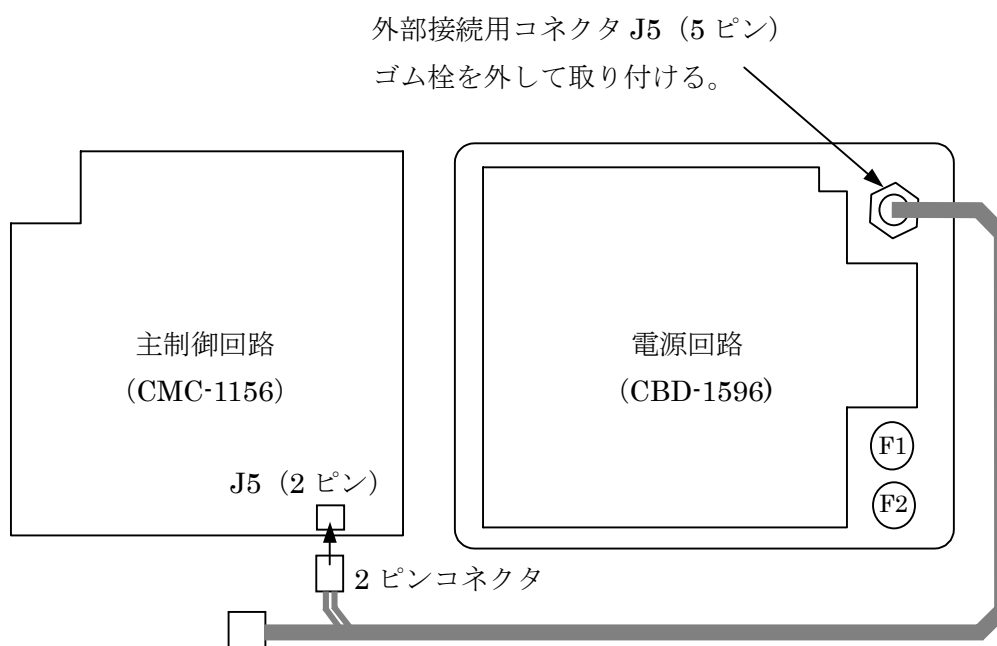 外部接続用コネクタ J5（5 ピン）
ゴム栓を外して取り付ける。
主制御回路
（CMC-1156）
電源回路
（CBD-1596)
F1
J5（2 ピン）
F2
2 ピンコネクタ